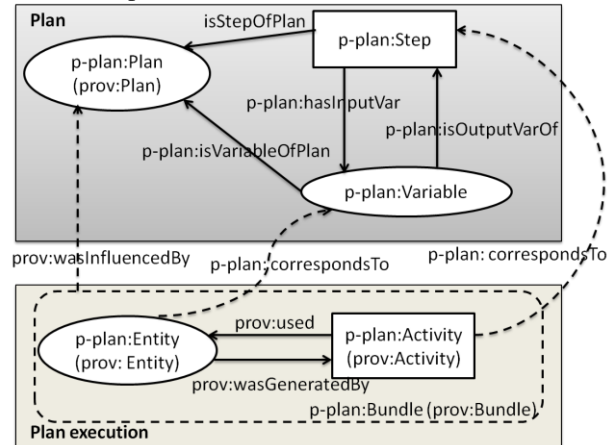 Plan
isStepOfPlan
p-plan:Step
p-plan:Plan
(prov:Plan)
p-plan:hasInputVar
p-plan:isOutputVarOf
p-plan:isVariableOfPlan
p-plan:Variable
prov:wasInfluencedBy
p-plan:correspondsTo
p-plan: correspondsTo
prov:used
p-plan:Entity
(prov: Entity)
p-plan:Activity
(prov:Activity)
prov:wasGeneratedBy
p-plan:Bundle (prov:Bundle)
Plan execution